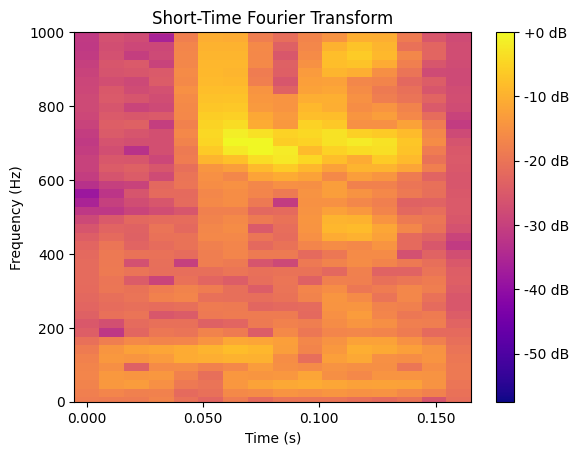 Short-Time Fourier Transform
1000
800
600
400
200
0
Frequency (Hz)
0.000
0.050
0.100
0.150
Time (s)
+0 dB
-10 dB
-20 dB
-30 dB
-40 dB
-50 dB